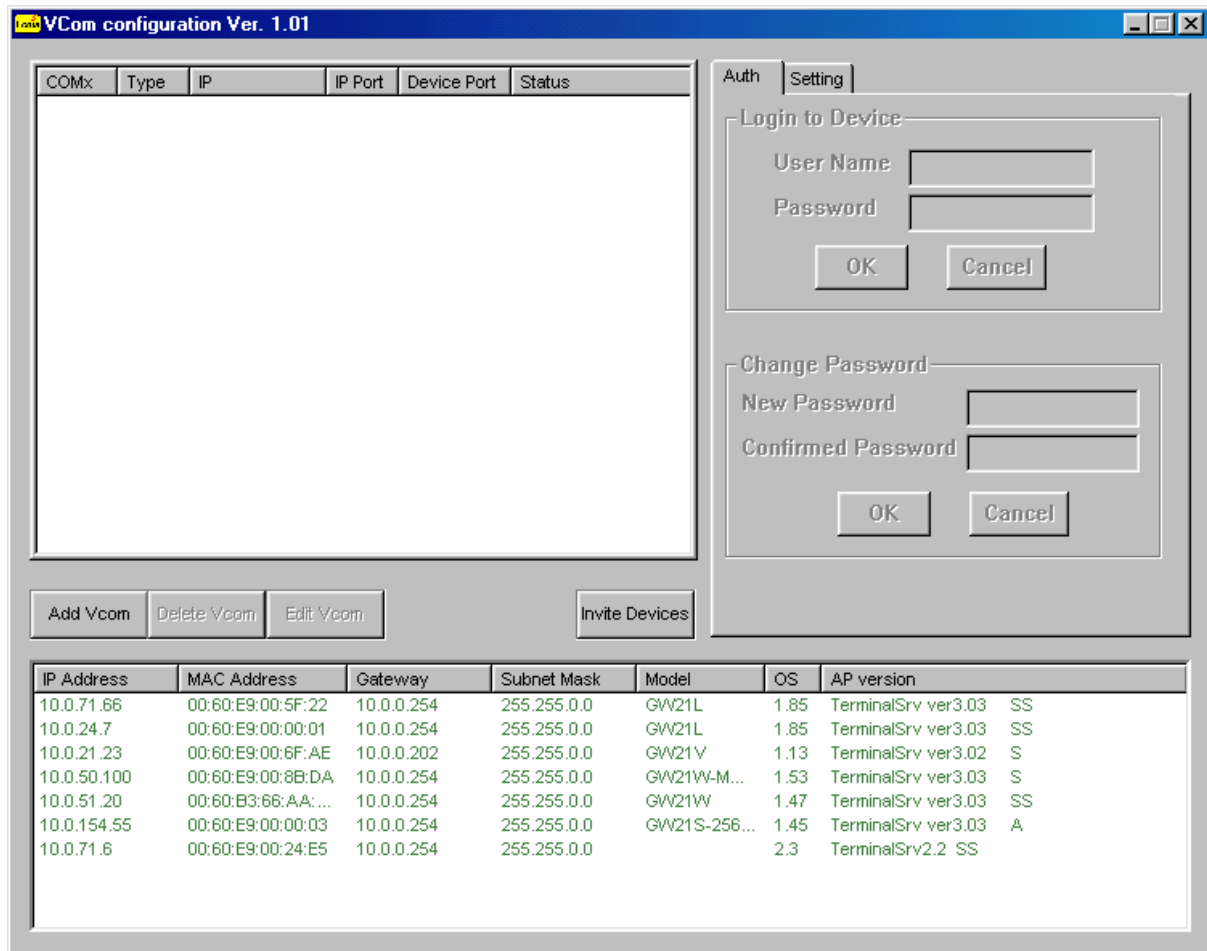 VCom configuration Ver. 1.01
COMx Type IP IP Port Device Port Status
Auth Setting
Login to Device
User Name
Password
OK Cancel
Change Password
New Password
Confirmed Password
OK Cancel
Add Vcom Delete Vcom Edit Vcom Invite Devices
IP Address MAC Address Gateway Subnet Mask Model OS AP version
10.0.71.66 00:60:E9:00:5F:22 10.0.0.254 255.255.0.0 GW21L 1.85 TerminalSrv ver3.03 SS
10.0.24.7 00:60:E9:00:00:01 10.0.0.254 255.255.0.0 GW21L 1.85 TerminalSrv ver3.03 SS
10.0.21.23 00:60:E9:00:6F:AE 10.0.0.202 255.255.0.0 GW21V 1.13 TerminalSrv ver3.02 S
10.0.50.100 00:60:E9:00:8B:DA 10.0.0.254 255.255.0.0 GW21W-M... 1.53 TerminalSrv ver3.03 S
10.0.51.20 00:60:B3:66:AA:... 10.0.0.254 255.255.0.0 GW21W 1.47 TerminalSrv ver3.03 SS
10.0.154.55 00:60:E9:00:00:03 10.0.0.254 255.255.0.0 GW21S-256... 1.45 TerminalSrv ver3.03 A
10.0.71.6 00:60:E9:00:24:E5 10.0.0.254 255.255.0.0 2.3 TerminalSrv2.2 SS